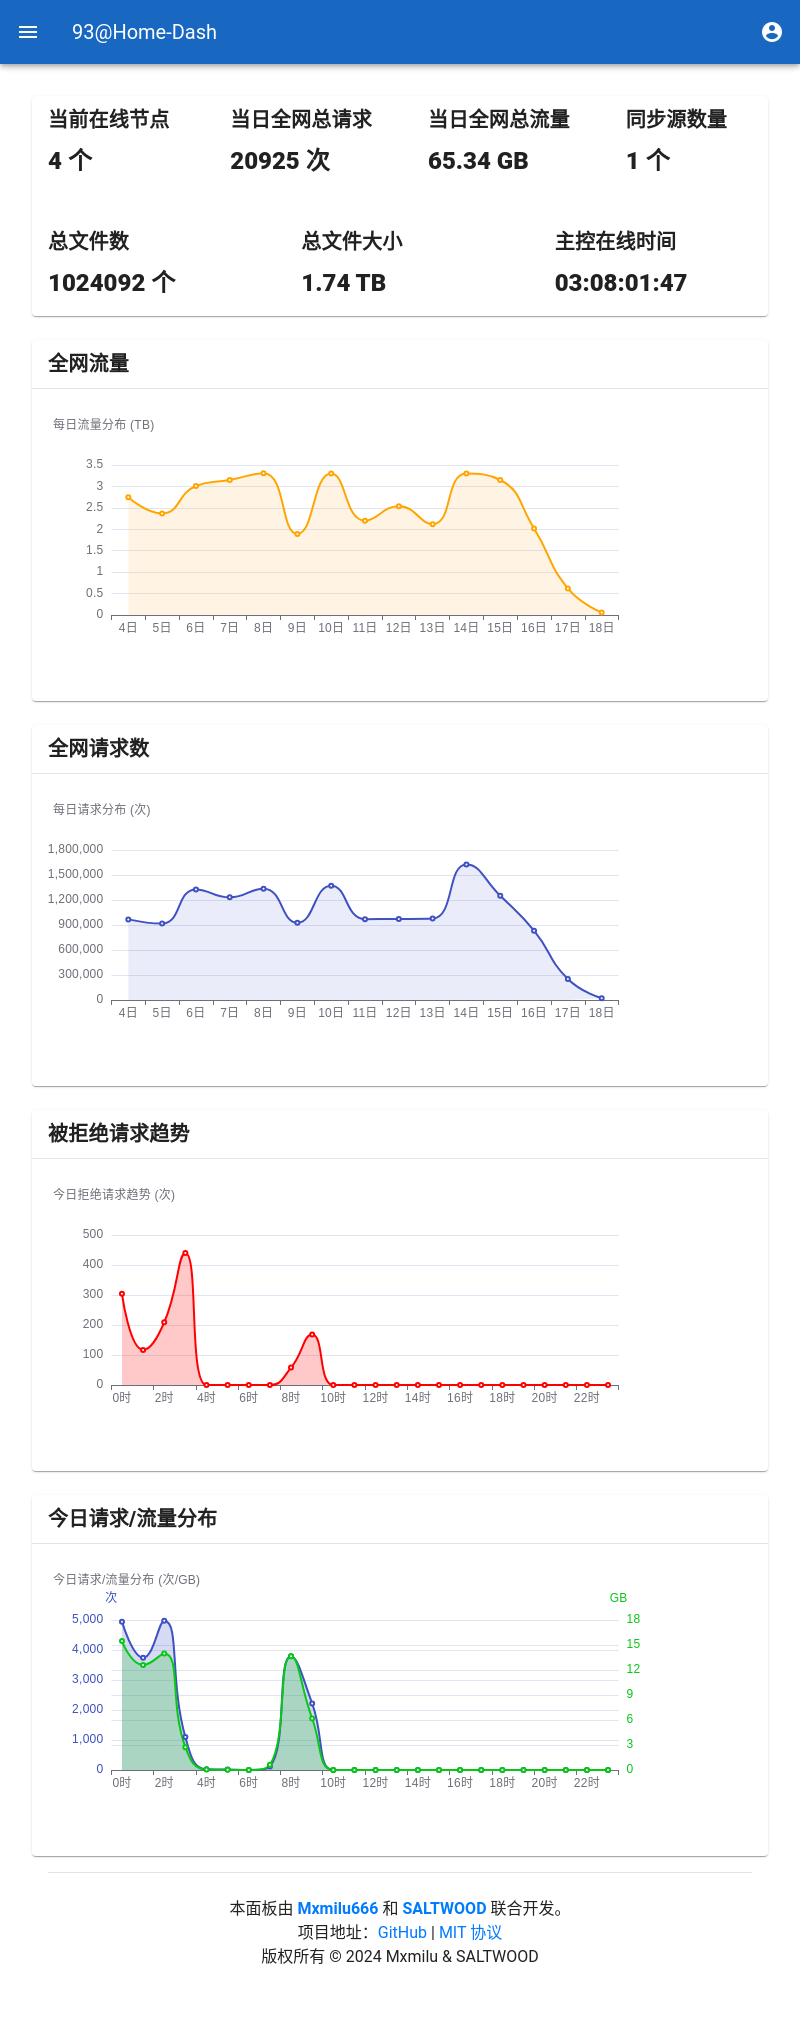 93@Home-Dash
当前在线节点 当日全网总请求 当日全网总流量 同步源数量
4 个 20925 次 65.34 GB 1 个
总文件数 总文件大小 主控在线时间
1024092 个 1.74 TB 03:08:01:47
全网流量
每日流量分布 (TB)
3.5
3
2.5
2
1.5
1
0.5
0
4日 5日 6日 7日 8日 9日 10日 11日 12日 13日 14日 15日 16日 17日 18日
全网请求数
每日请求分布 (次)
1,800,000
1,500,000
1,200,000
900,000
600,000
300,000
0
4日 5日 6日 7日 8日 9日 10日 11日 12日 13日 14日 15日 16日 17日 18日
被拒绝请求趋势
今日拒绝请求趋势 (次)
500
400
300
200
100
0
0时 2时 4时 6时 8时 10时 12时 14时 16时 18时 20时 22时
今日请求/流量分布
今日请求/流量分布 (次/GB)
次 GB
5,000 18
4,000 15
3,000 12
2,000 9
1,000 6
0 3
0
0时 2时 4时 6时 8时 10时 12时 14时 16时 18时 20时 22时
本面板由 Mxmilu666 和 SALTWOOD 联合开发。
项目地址：GitHub | MIT 协议
版权所有 © 2024 Mxmilu & SALTWOOD